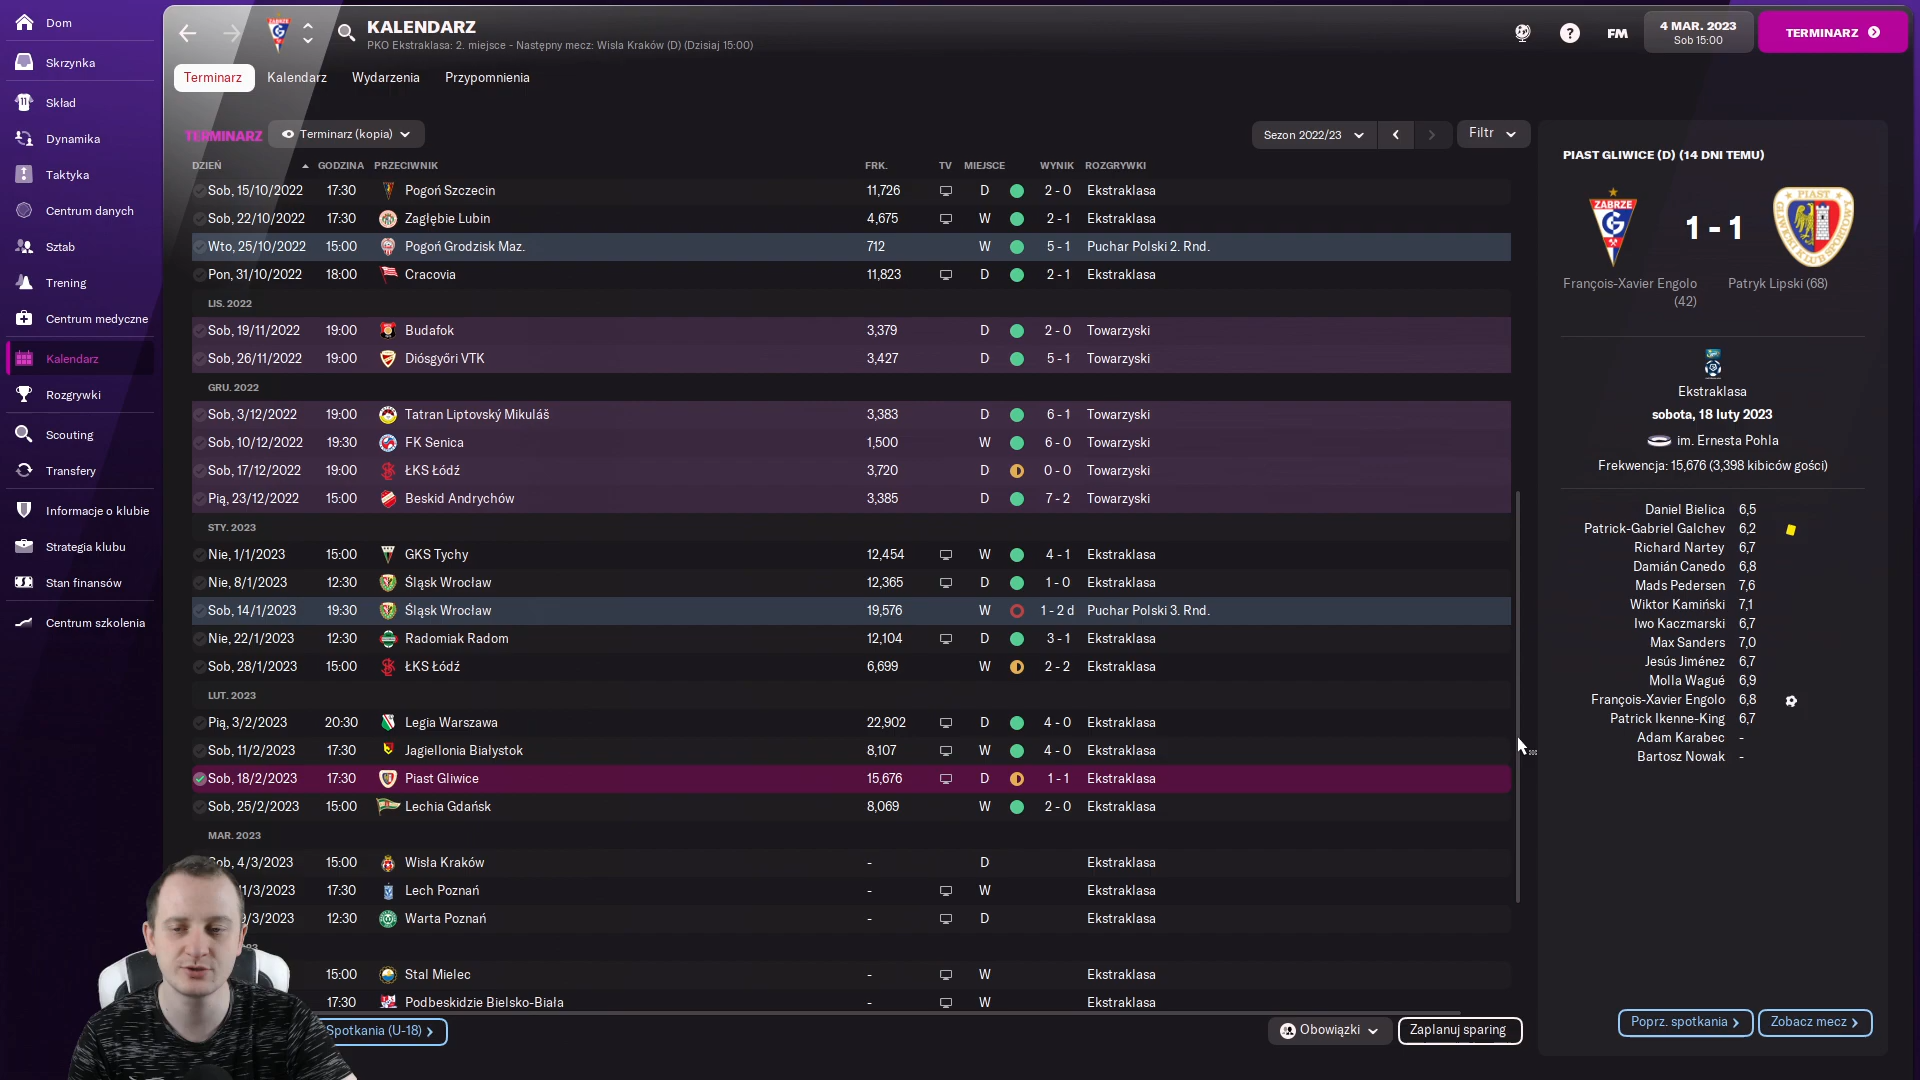 Dom
Skrzynka
Skład
Dynamika
Taktyka
Centrum danych
Sztab
Trening
Centrum medyczne
Kalendarz
Rozgrywki
Scouting
Transfery
Informacje o klubie
Strategia klubu
Stan finansów
Centrum szkolenia
KALENDARZ
PKO Ekstraklasa: 2. miejsce - Następny mecz: Wisła Kraków (D) (Dzisiaj 15:00)
FM
4 MAR. 2023
Sob 15:00
TERMINARZ
Terminarz Kalendarz Wydarzenia Przypomnienia
TERMINARZ Terminarz (kopia) Sezon 2022/23 Filtr
DZIEŃ GODZINA PRZECIWNIK FRK. TV MIEJSCE WYNIK ROZGRYWKI
Sob, 15/10/2022 17:30 Pogoń Szczecin 11,726 D 2 - 0 Ekstraklasa
Sob, 22/10/2022 17:30 Zagłębie Lubin 4,675 W 2 - 1 Ekstraklasa
Wto, 25/10/2022 15:00 Pogoń Grodzisk Maz. 712 W 5 - 1 Puchar Polski 2. Rnd.
Pon, 31/10/2022 18:00 Cracovia 11,823 D 2 - 1 Ekstraklasa
LIS. 2022
Sob, 19/11/2022 19:00 Budafok 3,379 D 2 - 0 Towarzyski
Sob, 26/11/2022 19:00 Diósgyőri VTK 3,427 D 5 - 1 Towarzyski
GRU. 2022
Sob, 3/12/2022 19:00 Tatran Liptovský Mikuláš 3,383 D 6 - 1 Towarzyski
Sob, 10/12/2022 19:30 FK Senica 1,500 W 6 - 0 Towarzyski
Sob, 17/12/2022 19:00 ŁKS Łódź 3,720 D 0 - 0 Towarzyski
Pią, 23/12/2022 15:00 Beskid Andrychów 3,385 D 7 - 2 Towarzyski
STY. 2023
Nie, 1/1/2023 15:00 GKS Tychy 12,454 W 4 - 1 Ekstraklasa
Nie, 8/1/2023 12:30 Śląsk Wrocław 12,365 D 1 - 0 Ekstraklasa
Sob, 14/1/2023 19:30 Śląsk Wrocław 19,576 W 1 - 2 d Puchar Polski 3. Rnd.
Nie, 22/1/2023 12:30 Radomiak Radom 12,104 D 3 - 1 Ekstraklasa
Sob, 28/1/2023 15:00 ŁKS Łódź 6,699 W 2 - 2 Ekstraklasa
LUT. 2023
Pią, 3/2/2023 20:30 Legia Warszawa 22,902 D 4 - 0 Ekstraklasa
Sob, 11/2/2023 17:30 Jagiellonia Białystok 8,107 W 4 - 0 Ekstraklasa
Sob, 18/2/2023 17:30 Piast Gliwice 15,676 D 1 - 1 Ekstraklasa
Sob, 25/2/2023 15:00 Lechia Gdańsk 8,069 W 2 - 0 Ekstraklasa
MAR. 2023
Sob, 4/3/2023 15:00 Wisła Kraków - D Ekstraklasa
1/3/2023 17:30 Lech Poznań - W Ekstraklasa
/3/2023 12:30 Warta Poznań - D Ekstraklasa
15:00 Stal Mielec - W Ekstraklasa
17:30 Podbeskidzie Bielsko-Biała - W Ekstraklasa
Spotkania (U-18) Obowiązki Zaplanuj sparing
PIAST GLIWICE (D) (14 DNI TEMU)
ZABRZE
PIAST
1 - 1
François-Xavier Engolo (42) Patryk Lipski (68)
Ekstraklasa
sobota, 18 luty 2023
im. Ernesta Pohla
Frekwencja: 15,676 (3,398 kibiców gości)
Daniel Bielica 6,5
Patrick-Gabriel Galchev 6,2
Richard Nartey 6,7
Damián Canedo 6,8
Mads Pedersen 7,6
Wiktor Kamiński 7,1
Iwo Kaczmarski 6,7
Max Sanders 7,0
Jesús Jiménez 6,7
Molla Wagué 6,9
François-Xavier Engolo 6,8
Patrick Ikenne-King 6,7
Adam Karabec -
Bartosz Nowak -
Poprz. spotkania Zobacz mecz